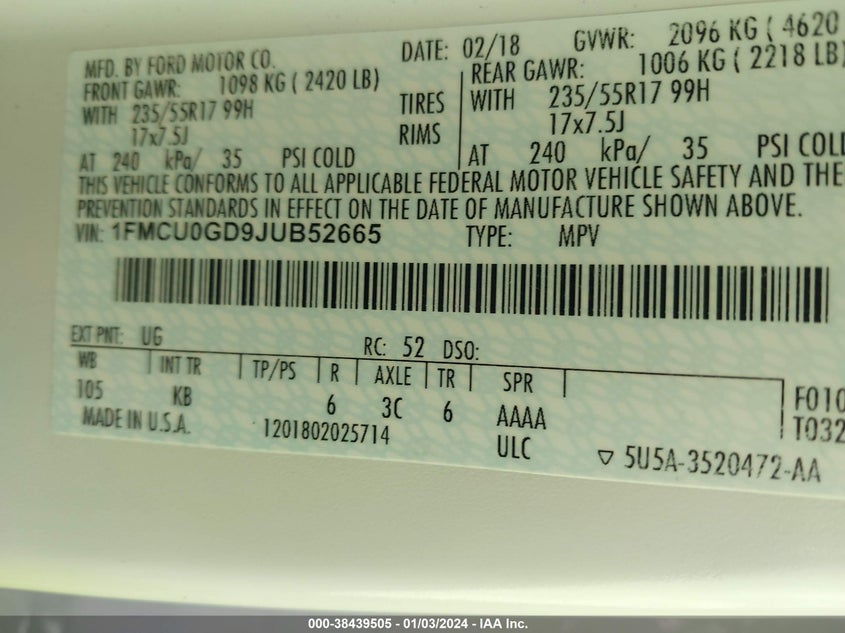 MFD. BY FORD MOTOR CO. DATE: 02/18 GVWR: 2096 KG ( 4620
FRONT GAWR: 1098 KG ( 2420 LB) REAR GAWR: 1006 KG ( 2218 LB)
WITH 235/55R17 99H TIRES WITH 235/55R17 99H
17x7.5J RIMS 17x7.5J
AT 240 kPa/ 35 PSI COLD AT 240 kPa/ 35 PSI COLD
THIS VEHICLE CONFORMS TO ALL APPLICABLE FEDERAL MOTOR VEHICLE SAFETY AND THE
PREVENTION STANDARDS IN EFFECT ON THE DATE OF MANUFACTURE SHOWN ABOVE.
VIN: 1FMCU0GD9JUB52665 TYPE: MPV
EXT PNT: UG RC: 52 DSO:
WB INT TR TP/PS R AXLE TR SPR
105 KB 6 3C 6 AAAA F010
MADE IN U.S.A. 1201802025714 ULC T032
▽ 5U5A-3520472-AA
000-38439505 - 01/03/2024 - IAA Inc.